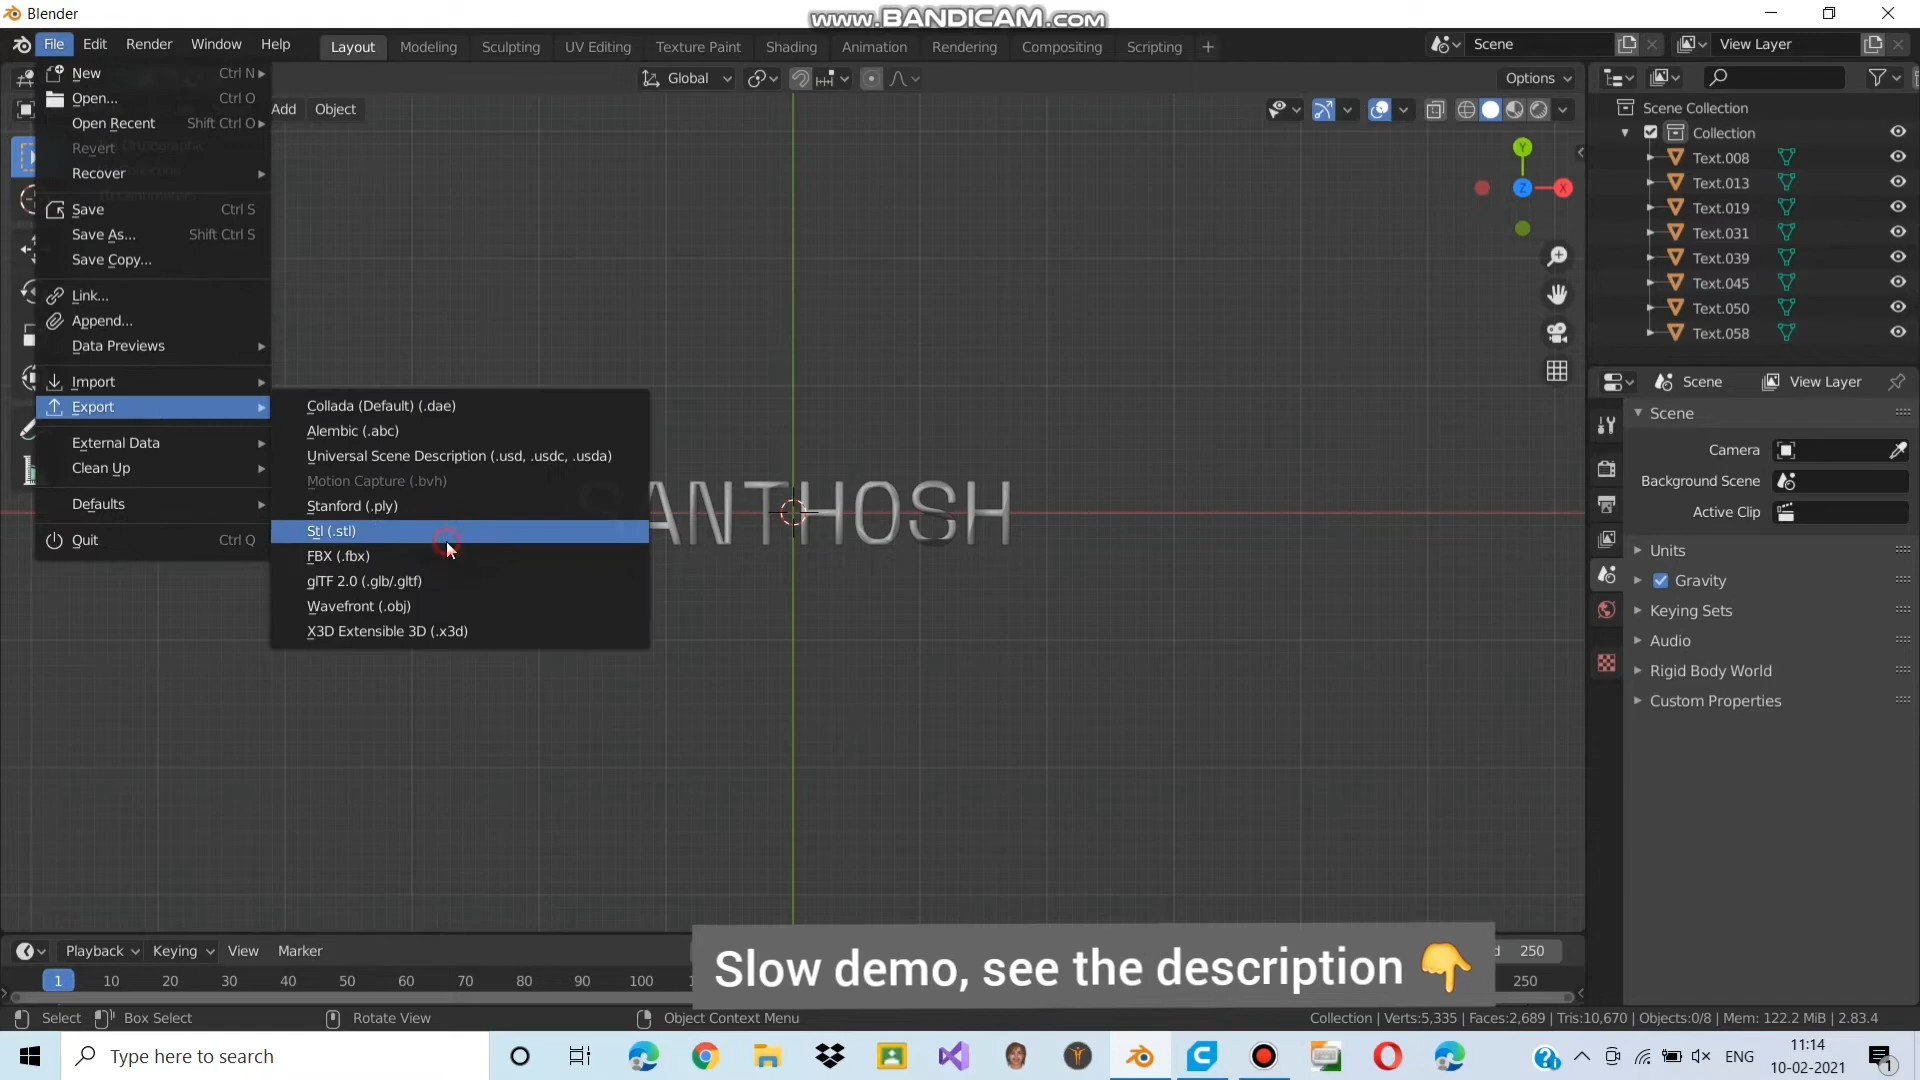 Blender
www.BANDICAM.com
File Edit Render Window Help Layout Modeling Sculpting UV Editing Texture Paint Shading Animation Rendering Compositing Scripting + Scene View Layer
New Ctrl N
Open... Ctrl O
Open Recent Shift Ctrl O
Revert
Recover
Save Ctrl S
Save As... Shift Ctrl S
Save Copy...
Link...
Append...
Data Previews
Import
Export
External Data
Clean Up
Defaults
Quit Ctrl Q
Collada (Default) (.dae)
Alembic (.abc)
Universal Scene Description (.usd, .usdc, .usda)
Motion Capture (.bvh)
Stanford (.ply)
Stl (.stl)
FBX (.fbx)
glTF 2.0 (.glb/.gltf)
Wavefront (.obj)
X3D Extensible 3D (.x3d)
Global
Options
Add Object
Y
Z X
SANTHOSH
Scene Collection
Collection
Text.008
Text.013
Text.019
Text.031
Text.039
Text.045
Text.050
Text.058
Scene View Layer
Scene
Camera
Background Scene
Active Clip
Units
Gravity
Keying Sets
Audio
Rigid Body World
Custom Properties
Playback Keying View Marker
250
1 10 20 30 40 50 60 70 80 90 100
250
Slow demo, see the description 👇
Select Box Select Rotate View Object Context Menu
Collection | Verts:5,335 | Faces:2,689 | Tris:10,670 | Objects:0/8 | Mem: 122.2 MiB | 2.83.4
Type here to search
ENG
11:14
10-02-2021
1